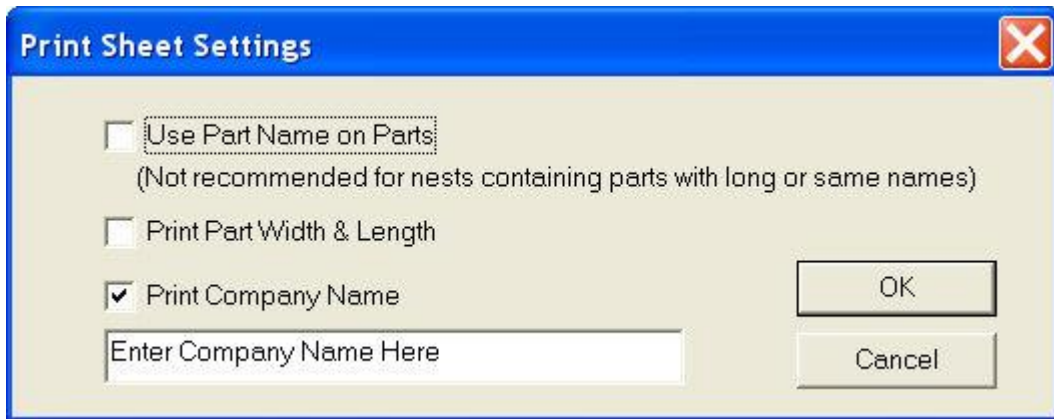 Print Sheet Settings
Use Part Name on Parts
(Not recommended for nests containing parts with long or same names)
Print Part Width & Length
Print Company Name
OK
Enter Company Name Here
Cancel